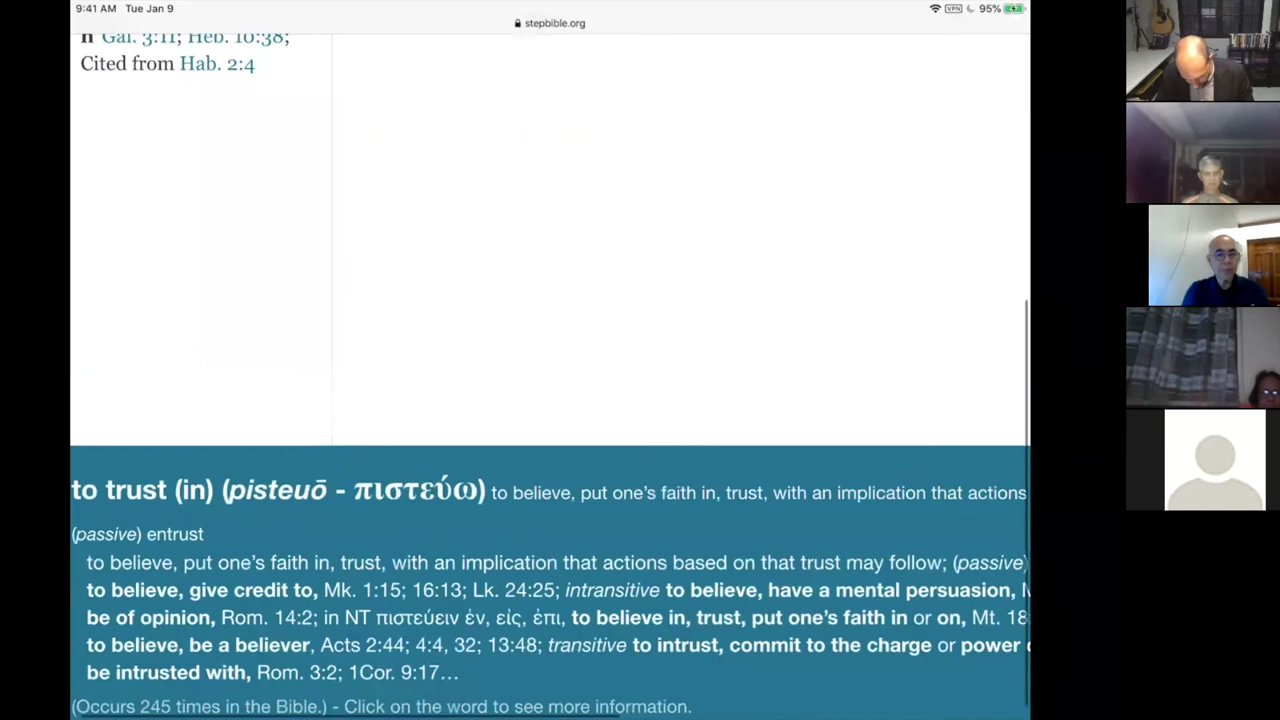 9:41 AM Tue Jan 9
VPN 95%
stepbible.org
n Gal. 3:11; Heb. 10:38;
Cited from Hab. 2:4
to trust (in) (pisteuō - πιστεύω) to believe, put one's faith in, trust, with an implication that actions
(passive) entrust
to believe, put one's faith in, trust, with an implication that actions based on that trust may follow; (passive)
to believe, give credit to, Mk. 1:15; 16:13; Lk. 24:25; intransitive to believe, have a mental persuasion,
be of opinion, Rom. 14:2; in NT πιστεύειν ἐν, εἰς, ἐπι, to believe in, trust, put one's faith in or on, Mt. 18
to believe, be a believer, Acts 2:44; 4:4, 32; 13:48; transitive to intrust, commit to the charge or power
be intrusted with, Rom. 3:2; 1Cor. 9:17…
(Occurs 245 times in the Bible.) - Click on the word to see more information.